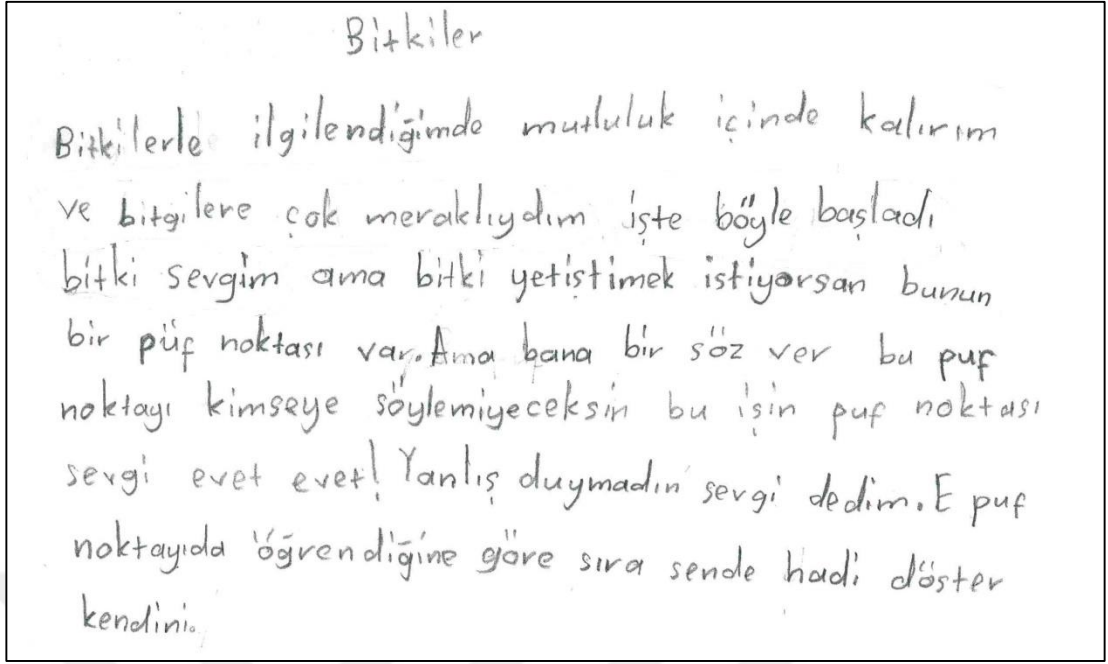 Bitkiler
Bitkilerle ilgilendiğimde mutluluk içinde kalırım
ve bitgilere çok meraklıydım işte böyle başladı
bitki sevgim ama bitki yetiştimek istiyorsan bunun
bir püf noktası var. Ama bana bir söz ver bu puf
noktayı kimseye söylemiyeceksin bu işin puf noktası
sevgi evet evet! Yanlış duymadın sevgi dedim. E puf
noktayıda öğrendiğine göre sıra sende hadi döster
kendini.